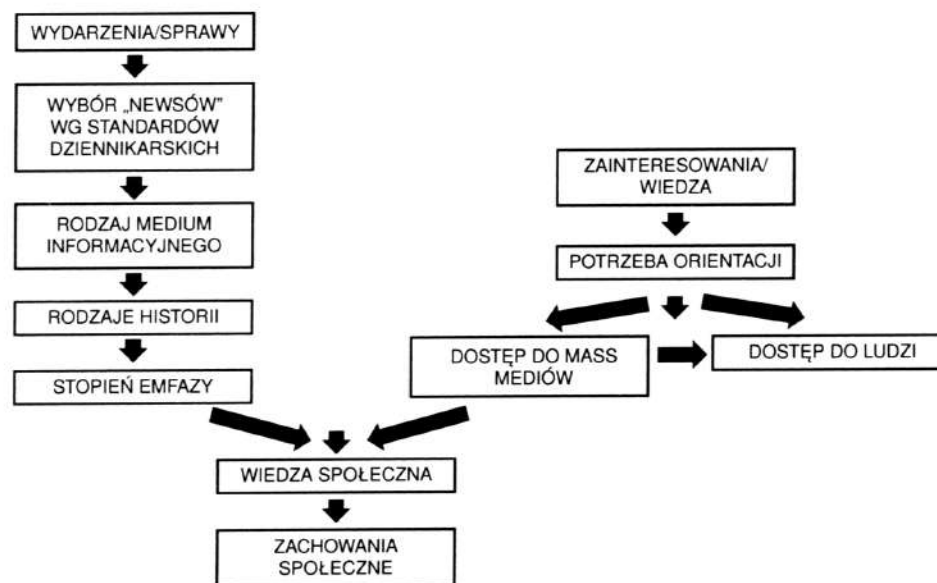 WYDARZENIA/SPRAWY
WYBÓR „NEWSÓW”
WG STANDARDÓW
DZIENNIKARSKICH
RODZAJ MEDIUM
INFORMACYJNEGO
RODZAJE HISTORII
STOPIEŃ EMFAZY
ZAINTERESOWANIA/
WIEDZA
POTRZEBA ORIENTACJI
DOSTĘP DO MASS
MEDIÓW
DOSTĘP DO LUDZI
WIEDZA SPOŁECZNA
ZACHOWANIA
SPOŁECZNE